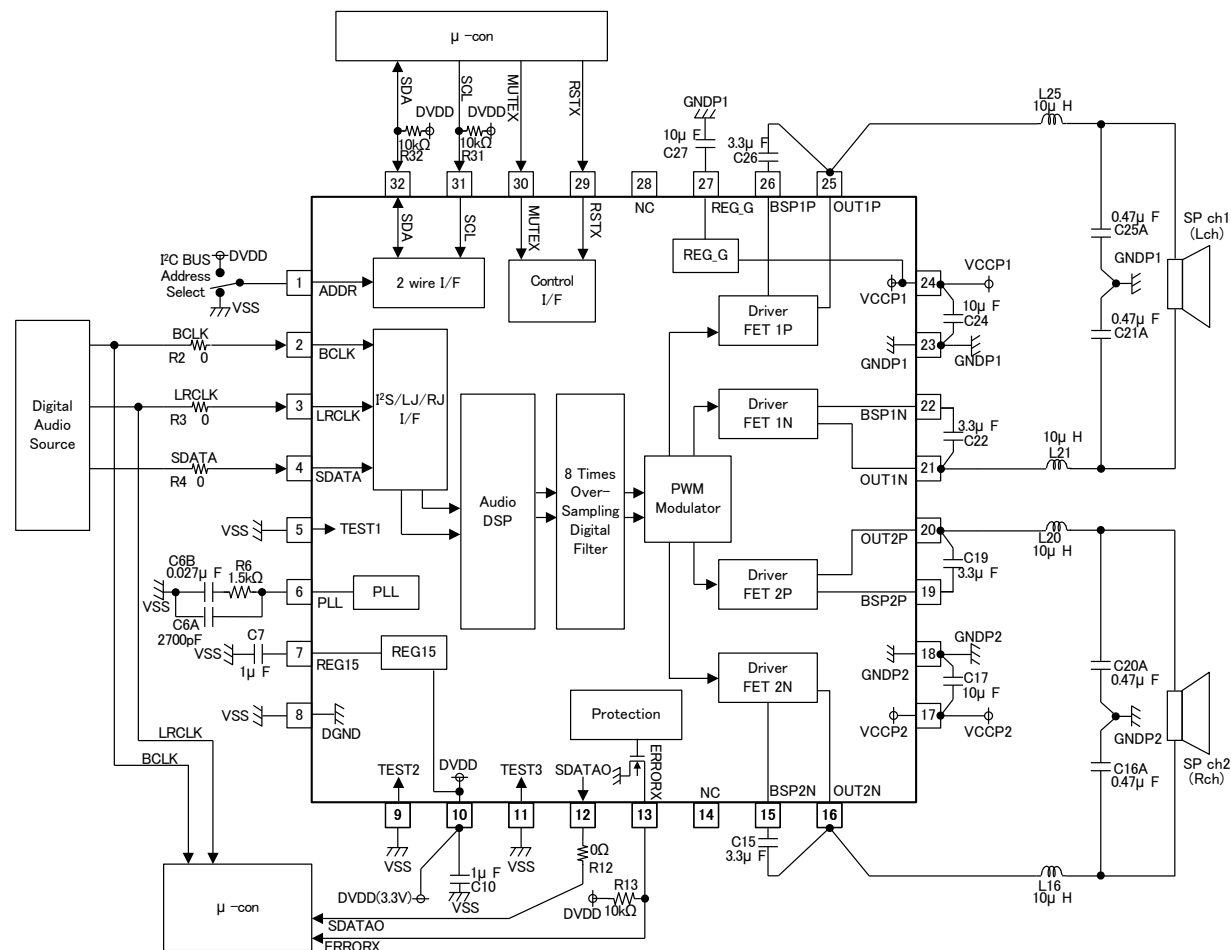 μ -con
SDA
SCL
MUTEX
RSTX
DVDD
10kΩ
R32
DVDD
10kΩ
R31
GNDP1
10μ F
C27
3.3μ F
C26
L25
10μ H
32
31
30
29
28
27
26
25
SDA
SCL
MUTEX
RSTX
NC
REG_G
BSP1P
OUT1P
I²C BUS
Address
Select
DVDD
VSS
1
ADDR
2 wire I/F
Control
I/F
REG_G
VCCP1
24
VCCP1
10μ F
C24
Driver
FET 1P
23
GNDP1
GNDP1
0.47μ F
C25A
GNDP1
0.47μ F
C21A
SP ch1
(Lch)
Digital
Audio
Source
BCLK
R2 0
2
BCLK
LRCLK
R3 0
3
LRCLK
SDATA
R4 0
4
SDATA
I²S/LJ/RJ
I/F
Audio
DSP
8 Times
Over-
Sampling
Digital
Filter
PWM
Modulator
Driver
FET 1N
22
BSP1N
3.3μ F
C22
21
OUT1N
10μ H
L21
VSS
5
TEST1
20
OUT2P
L20
10μ H
Driver
FET 2P
C19
3.3μ F
19
BSP2P
C6B
0.027μ F
R6
1.5kΩ
VSS
C6A
2700pF
6
PLL
PLL
C7
1μ F
VSS
7
REG15
REG15
18
GNDP2
GNDP2
C17
10μ F
Driver
FET 2N
17
VCCP2
VCCP2
C20A
0.47μ F
GNDP2
C16A
0.47μ F
SP ch2
(Rch)
VSS
8
DGND
Protection
LRCLK
BCLK
TEST2
DVDD
TEST3
SDATAO
ERRORX
NC
BSP2N
OUT2N
9
10
11
12
13
14
15
16
VSS
DVDD(3.3V)
1μ F
C10
VSS
VSS
0Ω
R12
DVDD
R13
10kΩ
C15
3.3μ F
L16
10μ H
μ -con
SDATAO
ERRORX